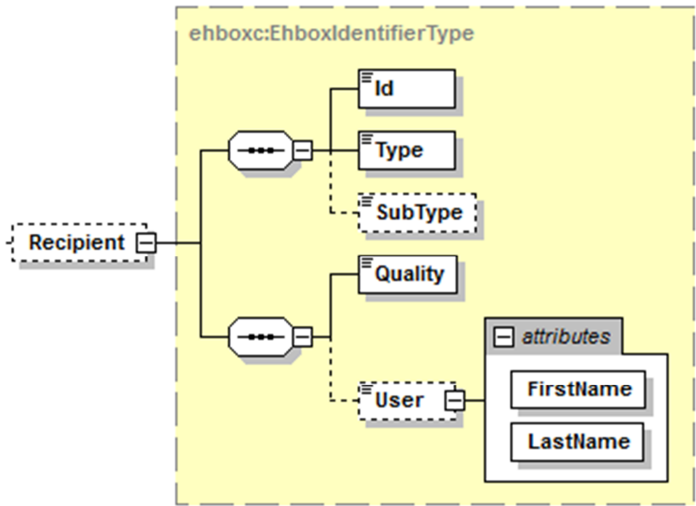 ehboxc:EhboxIdentifierType
Id
Type
SubType
Recipient
Quality
attributes
User
FirstName
LastName